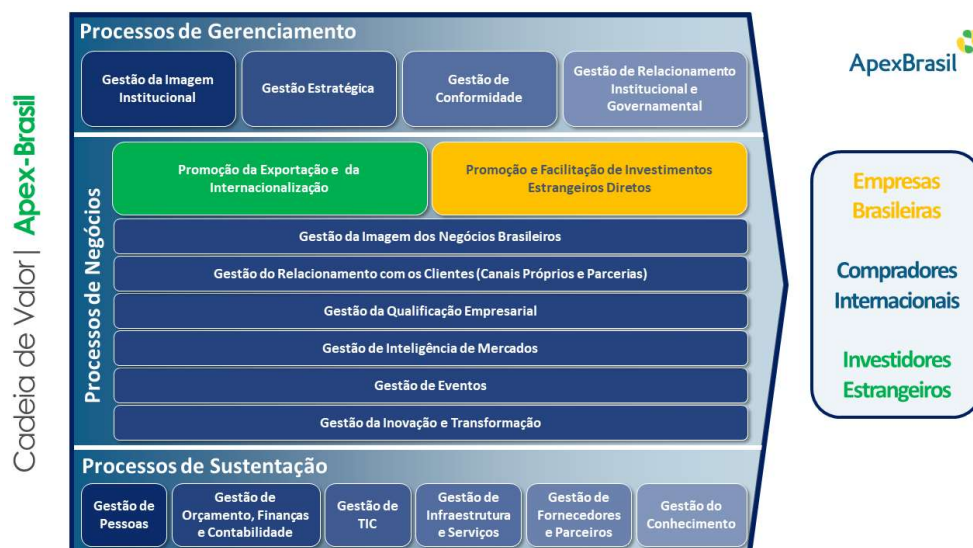 Cadeia de Valor | Apex-Brasil
Processos de Gerenciamento
Gestão da Imagem
Institucional
Gestão Estratégica
Gestão de
Conformidade
Gestão de Relacionamento
Institucional e
Governamental
ApexBrasil
Processos de Negócios
Promoção da Exportação e da
Internacionalização
Promoção e Facilitação de Investimentos
Estrangeiros Diretos
Gestão da Imagem dos Negócios Brasileiros
Gestão do Relacionamento com os Clientes (Canais Próprios e Parcerias)
Gestão da Qualificação Empresarial
Gestão de Inteligência de Mercados
Gestão de Eventos
Gestão da Inovação e Transformação
Empresas
Brasileiras
Compradores
Internacionais
Investidores
Estrangeiros
Processos de Sustentação
Gestão de
Pessoas
Gestão de
Orçamento, Finanças
e Contabilidade
Gestão de
TIC
Gestão de
Infraestrutura
e Serviços
Gestão de
Fornecedores
e Parceiros
Gestão do
Conhecimento